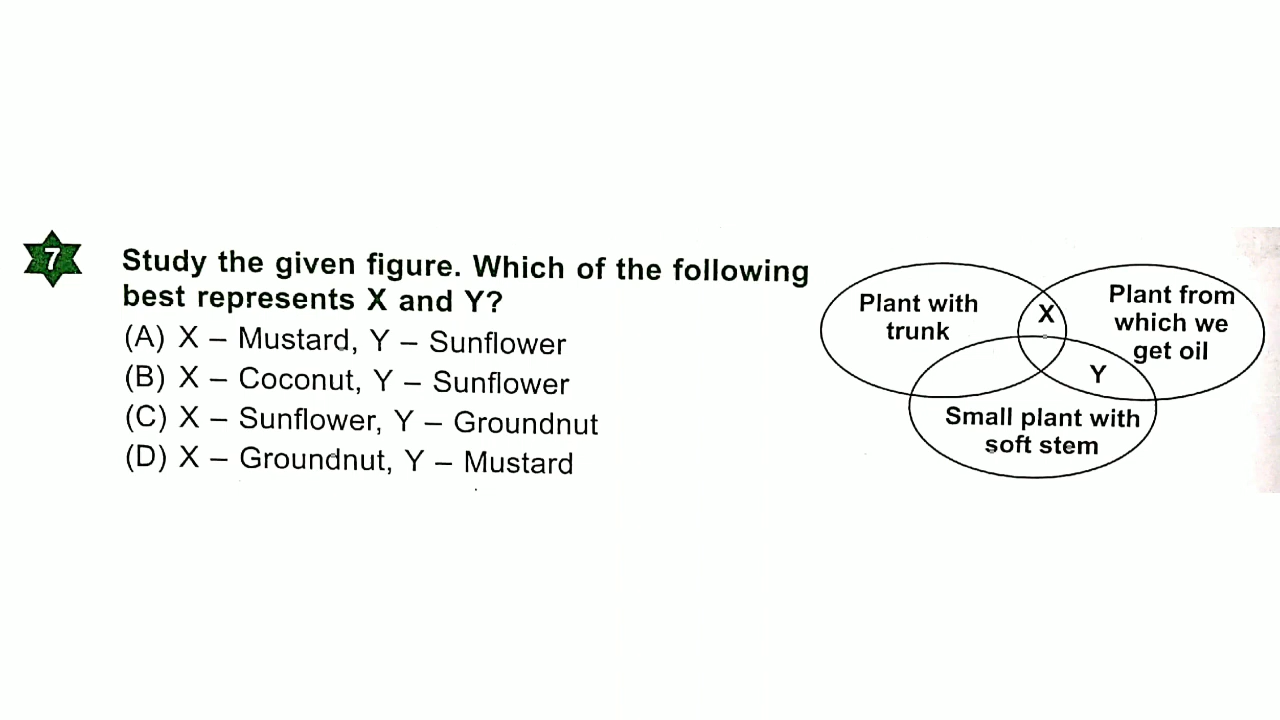 7
Study the given figure. Which of the following
best represents X and Y?
(A) X – Mustard, Y – Sunflower
(B) X – Coconut, Y – Sunflower
(C) X – Sunflower, Y – Groundnut
(D) X – Groundnut, Y – Mustard
Plant with
trunk
X
Plant from
which we
get oil
Y
Small plant with
soft stem